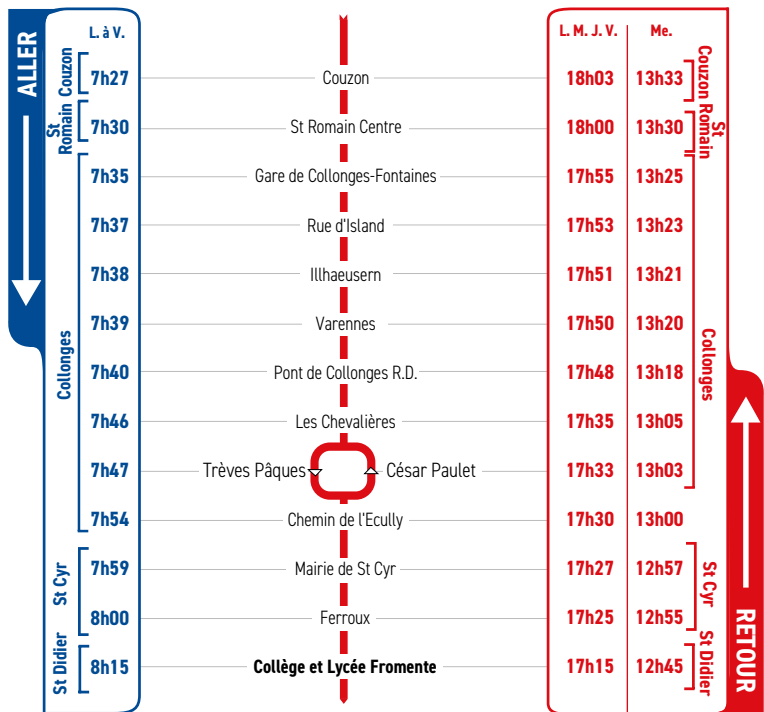 ALLER
L. à V.
L. M. J. V. Me.
Couzon 7h27 Couzon 18h03 13h33 Couzon
St Romain 7h30 St Romain Centre 18h00 13h30 St Romain
7h35 Gare de Collonges-Fontaines 17h55 13h25
7h37 Rue d'Island 17h53 13h23
7h38 Illhaeusern 17h51 13h21
7h39 Varennes 17h50 13h20
Collonges 7h40 Pont de Collonges R.D. 17h48 13h18 Collonges
7h46 Les Chevalières 17h35 13h05
7h47 Trèves Pâques César Paulet 17h33 13h03
7h54 Chemin de l'Ecully 17h30 13h00
St Cyr 7h59 Mairie de St Cyr 17h27 12h57 St Cyr
8h00 Ferroux 17h25 12h55
St Didier 8h15 Collège et Lycée Fromente 17h15 12h45 St Didier
RETOUR